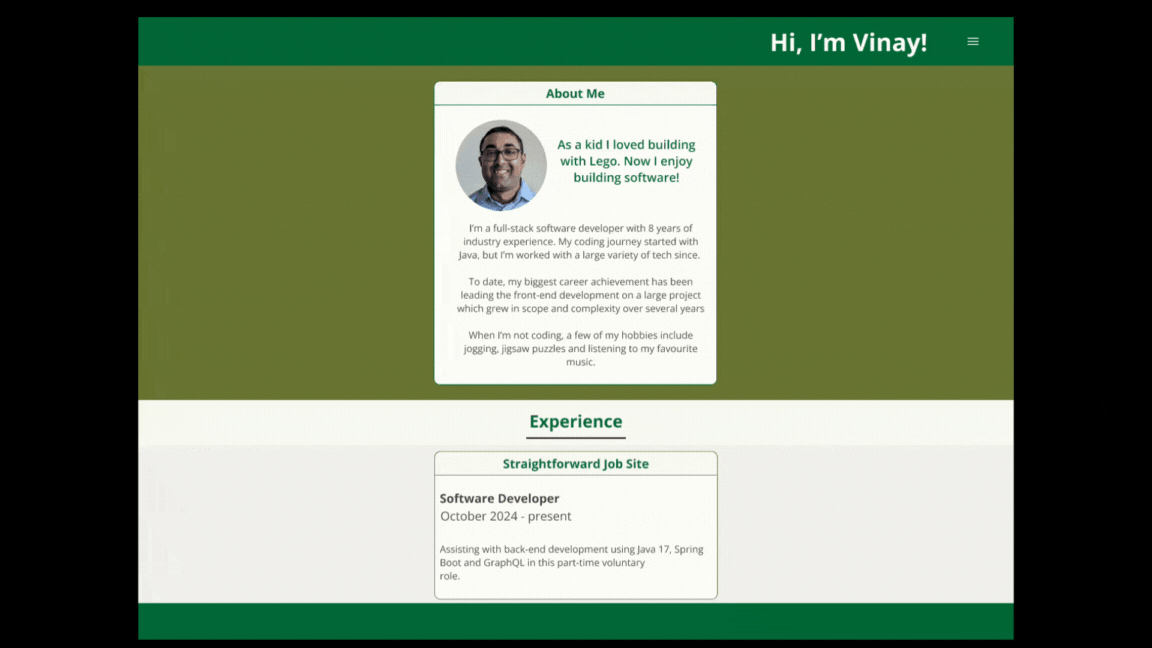 Hi, I’m Vinay!
About Me
As a kid I loved building
with Lego. Now I enjoy
building software!
I’m a full-stack software developer with 8 years of
industry experience. My coding journey started with
Java, but I’m worked with a large variety of tech since.
To date, my biggest career achievement has been
leading the front-end development on a large project
which grew in scope and complexity over several years
When I’m not coding, a few of my hobbies include
jogging, jigsaw puzzles and listening to my favourite
music.
Experience
Straightforward Job Site
Software Developer
October 2024 - present
Assisting with back-end development using Java 17, Spring
Boot and GraphQL in this part-time voluntary
role.